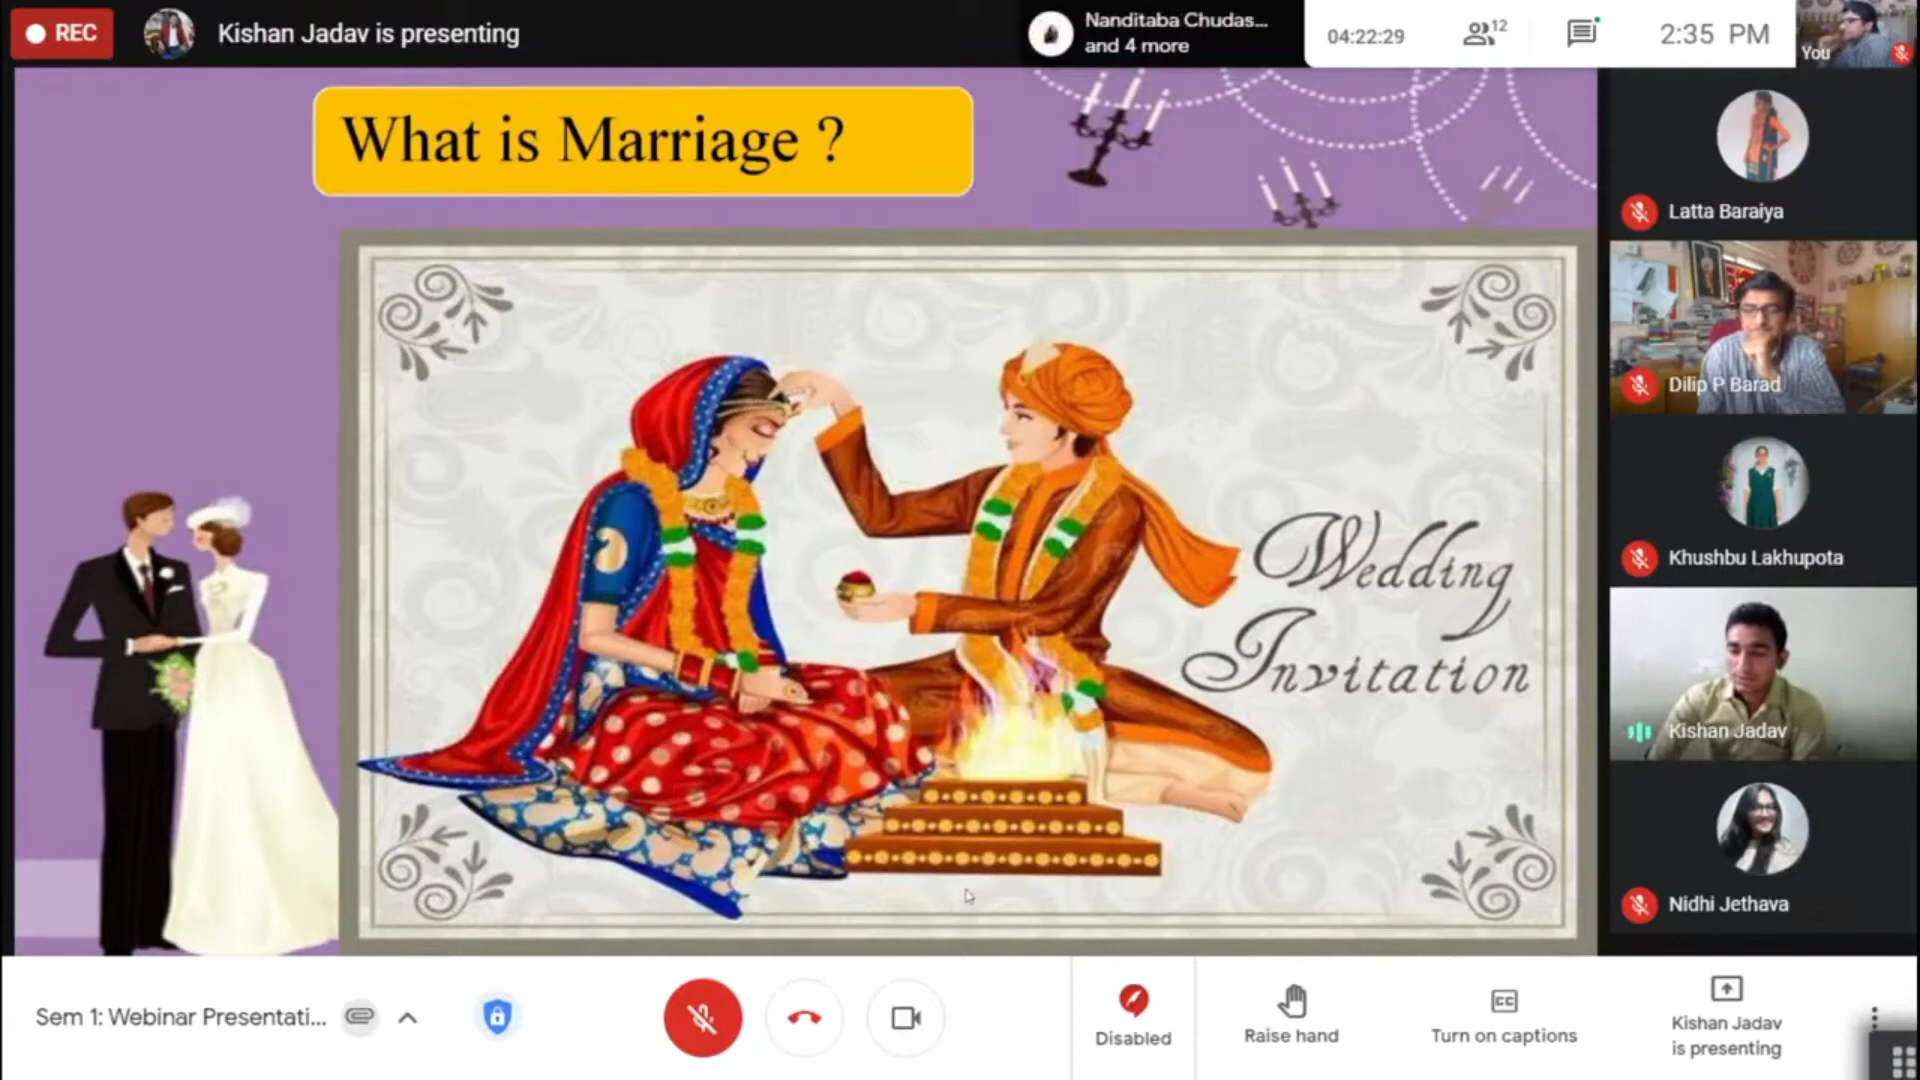 REC
Kishan Jadav is presenting
Nanditaba Chudas...
and 4 more
04:22:29
12
2:35 PM
You
What is Marriage ?
Latta Baraiya
Dilip P Barad
Wedding
Invitation
Khushbu Lakhupota
Kishan Jadav
Nidhi Jethava
Sem 1: Webinar Presentati...
Disabled
Raise hand
CC
Turn on captions
Kishan Jadav
is presenting